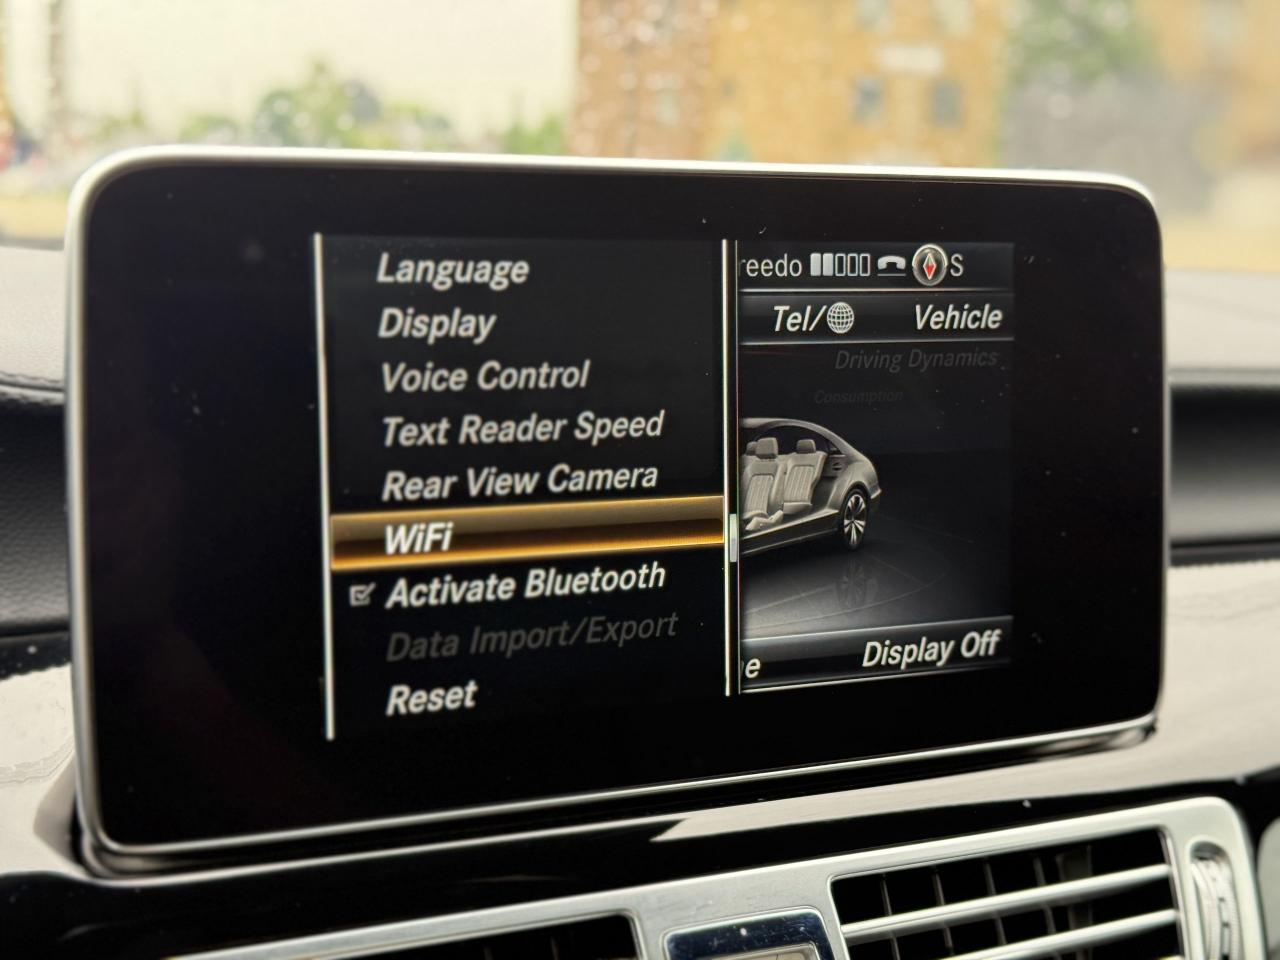 Language
Display
Voice Control
Text Reader Speed
Rear View Camera
WiFi
Activate Bluetooth
Data Import/Export
Reset
reedo S
Tel/ Vehicle
Driving Dynamics
Consumption
e Display Off